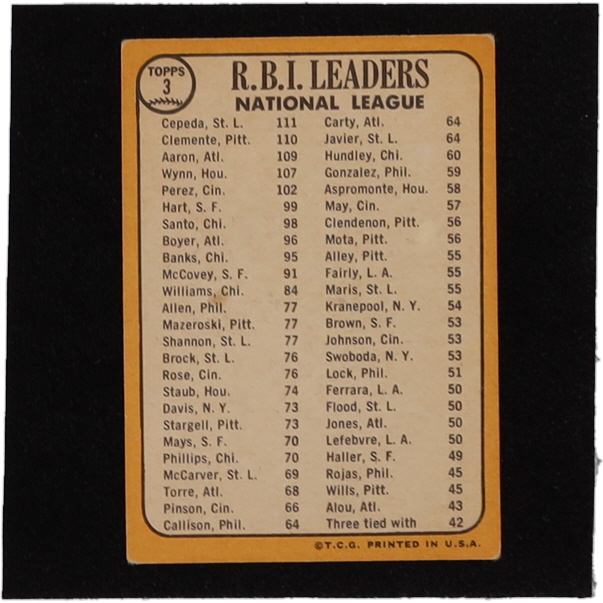 TOPPS
3
R.B.I. LEADERS
NATIONAL LEAGUE
Cepeda, St. L. 111
Clemente, Pitt. 110
Aaron, Atl. 109
Wynn, Hou. 107
Perez, Cin. 102
Hart, S. F. 99
Santo, Chi. 98
Boyer, Atl. 96
Banks, Chi. 95
McCovey, S. F. 91
Williams, Chi. 84
Allen, Phil. 77
Mazeroski, Pitt. 77
Shannon, St. L. 77
Brock, St. L. 76
Rose, Cin. 76
Staub, Hou. 74
Davis, N. Y. 73
Stargell, Pitt. 73
Mays, S. F. 70
Phillips, Chi. 70
McCarver, St. L. 69
Torre, Atl. 68
Pinson, Cin. 66
Callison, Phil. 64
Carty, Atl. 64
Javier, St. L. 64
Hundley, Chi. 60
Gonzalez, Phil. 59
Aspromonte, Hou. 58
May, Cin. 57
Clendenon, Pitt. 56
Mota, Pitt. 56
Alley, Pitt. 55
Fairly, L. A. 55
Maris, St. L. 55
Kranepool, N. Y. 54
Brown, S. F. 53
Johnson, Cin. 53
Swoboda, N. Y. 53
Lock, Phil. 51
Ferrara, L. A. 50
Flood, St. L. 50
Jones, Atl. 50
Lefebvre, L. A. 50
Haller, S. F. 49
Rojas, Phil. 45
Wills, Pitt. 45
Alou, Atl. 43
Three tied with 42
©T.C.G. PRINTED IN U.S.A.